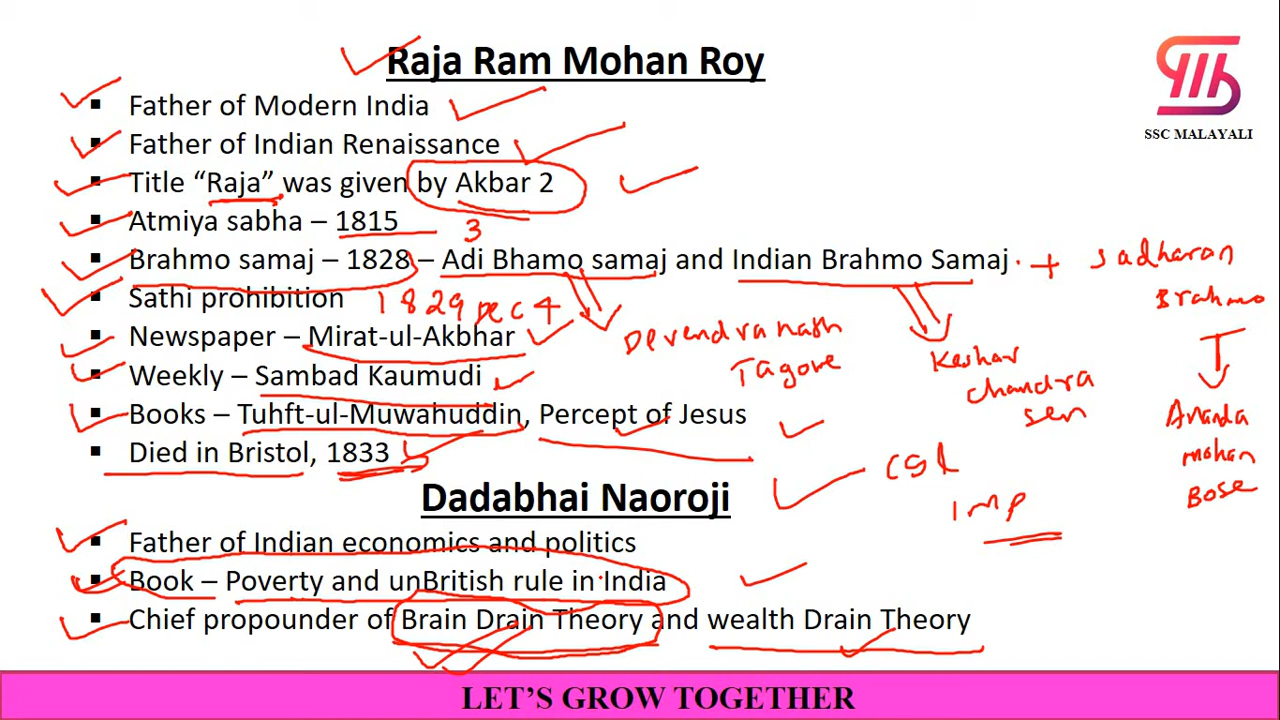 Raja Ram Mohan Roy
SSC MALAYALI
▪ Father of Modern India
▪ Father of Indian Renaissance
▪ Title “Raja” was given by Akbar 2
▪ Atmiya sabha – 1815
3
▪ Brahmo samaj – 1828 – Adi Bhamo samaj and Indian Brahmo Samaj. + Sadharan
Brahmo
▪ Sathi prohibition 1829 Dec 4
▪ Newspaper – Mirat-ul-Akbhar
Devendra nash
Tagore
Keshar
chandra
sen
Ananda
mohan
Bose
▪ Weekly – Sambad Kaumudi
▪ Books – Tuhft-ul-Muwahuddin, Percept of Jesus
▪ Died in Bristol, 1833
CGL
Imp
Dadabhai Naoroji
▪ Father of Indian economics and politics
▪ Book – Poverty and unBritish rule in India
▪ Chief propounder of Brain Drain Theory and wealth Drain Theory
LET’S GROW TOGETHER